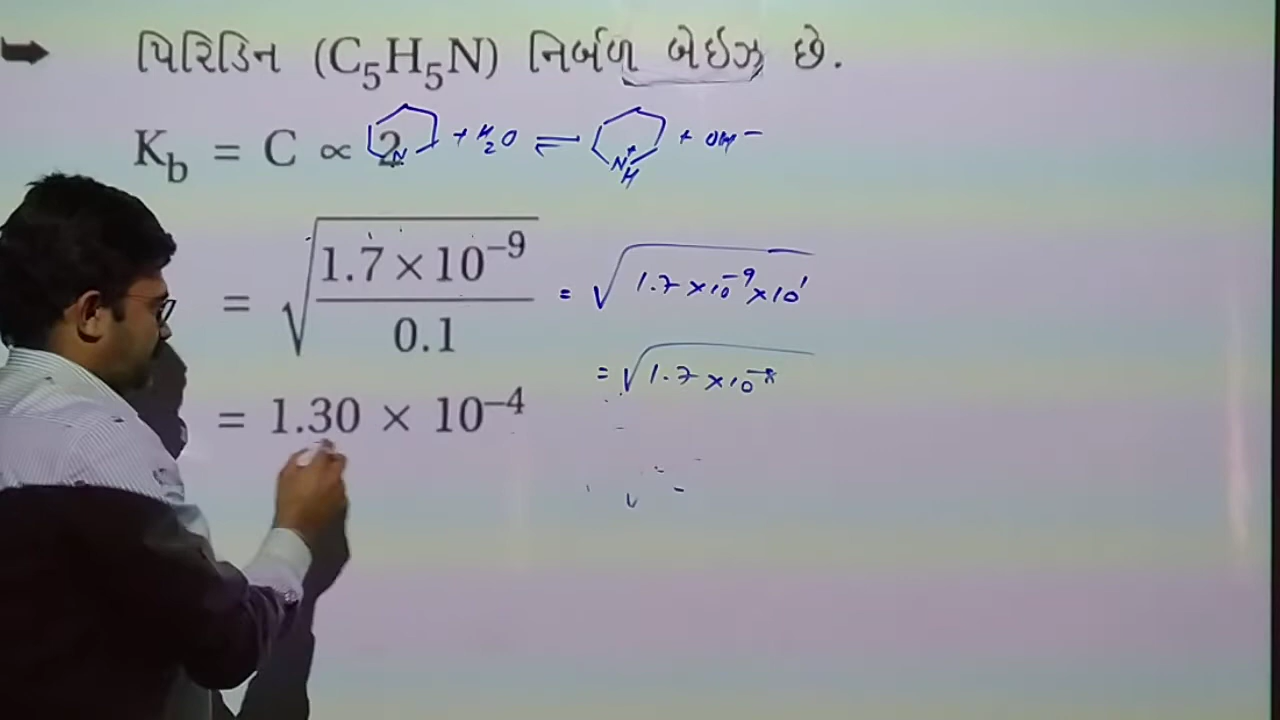 ➥ પિરિડિન (C₅H₅N) નિર્બળ બેઇઝ છે.
K_b = C ∝ 2 N + H₂O ⇌ N⁺H + OH⁻
= √(1.7 × 10⁻⁹ / 0.1) = √(1.7 × 10⁻⁹ × 10¹)
= √(1.7 × 10⁻⁸)
= 1.30 × 10⁻⁴